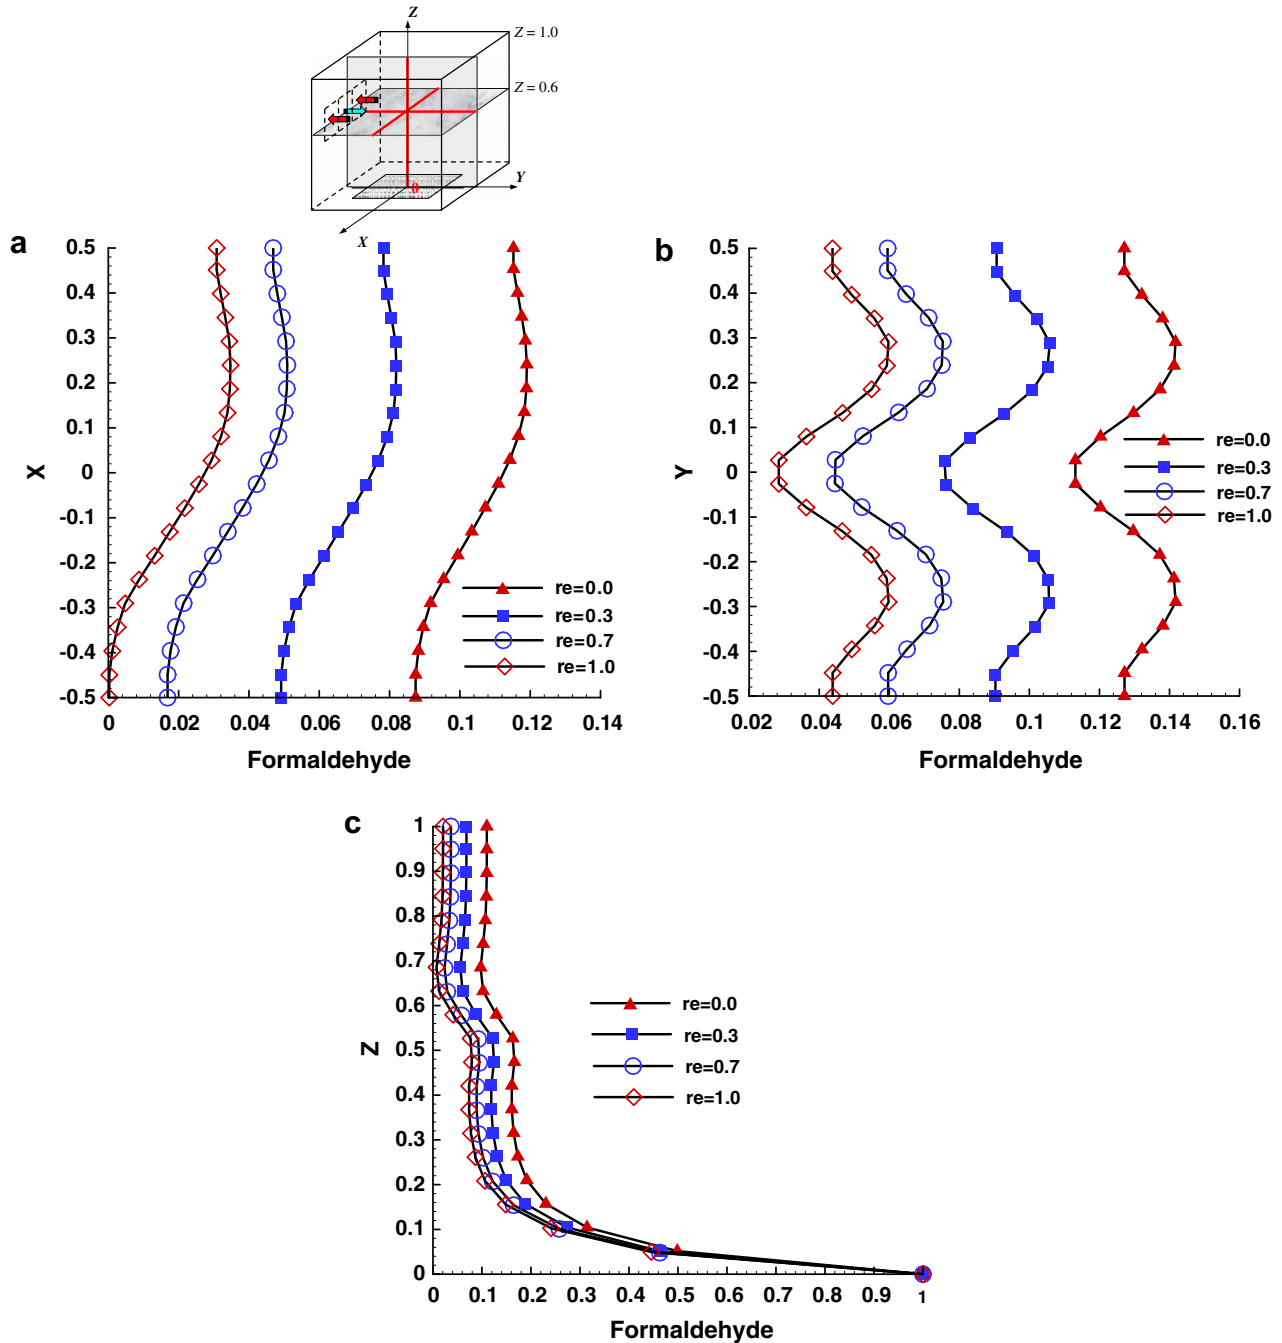 Z
Z = 1.0
Z = 0.6
Y
0
X
a
0.5
0.4
0.3
0.2
0.1
0
-0.1
-0.2
-0.3
-0.4
-0.5
X
re=0.0
re=0.3
re=0.7
re=1.0
0 0.02 0.04 0.06 0.08 0.1 0.12 0.14
Formaldehyde
b
0.5
0.4
0.3
0.2
0.1
0
-0.1
-0.2
-0.3
-0.4
-0.5
Y
re=0.0
re=0.3
re=0.7
re=1.0
0.02 0.04 0.06 0.08 0.1 0.12 0.14 0.16
Formaldehyde
c
1
0.9
0.8
0.7
0.6
0.5
0.4
0.3
0.2
0.1
0
Z
re=0.0
re=0.3
re=0.7
re=1.0
0 0.1 0.2 0.3 0.4 0.5 0.6 0.7 0.8 0.9 1
Formaldehyde